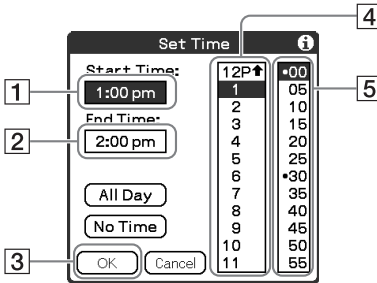 4
Set Time
Start Time:
1
1:00 pm
End Time:
2
2:00 pm
All Day
No Time
3
OK
Cancel
12P
1
2
3
4
5
6
7
8
9
10
11
5
•00
05
10
15
20
25
•30
35
40
45
50
55